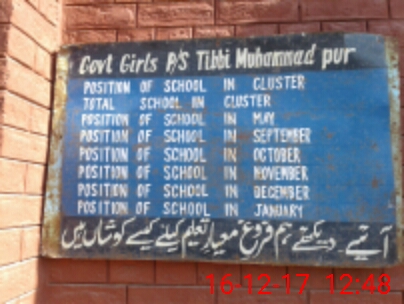 Govt Girls P/S Tibbi Muhammad pur
POSITION OF SCHOOL IN CLUSTER
TOTAL SCHOOL IN CLUSTER
POSITION OF SCHOOL IN MAY
POSITION OF SCHOOL IN SEPTEMBER
POSITION OF SCHOOL IN OCTOBER
POSITION OF SCHOOL IN NOVEMBER
POSITION OF SCHOOL IN DECEMBER
POSITION OF SCHOOL IN JANUARY
آئیے۔ دیکھتے ہم فروغ معیار تعلیم کیلئے کیسے کوشاں ہیں
16-12-17 12:48